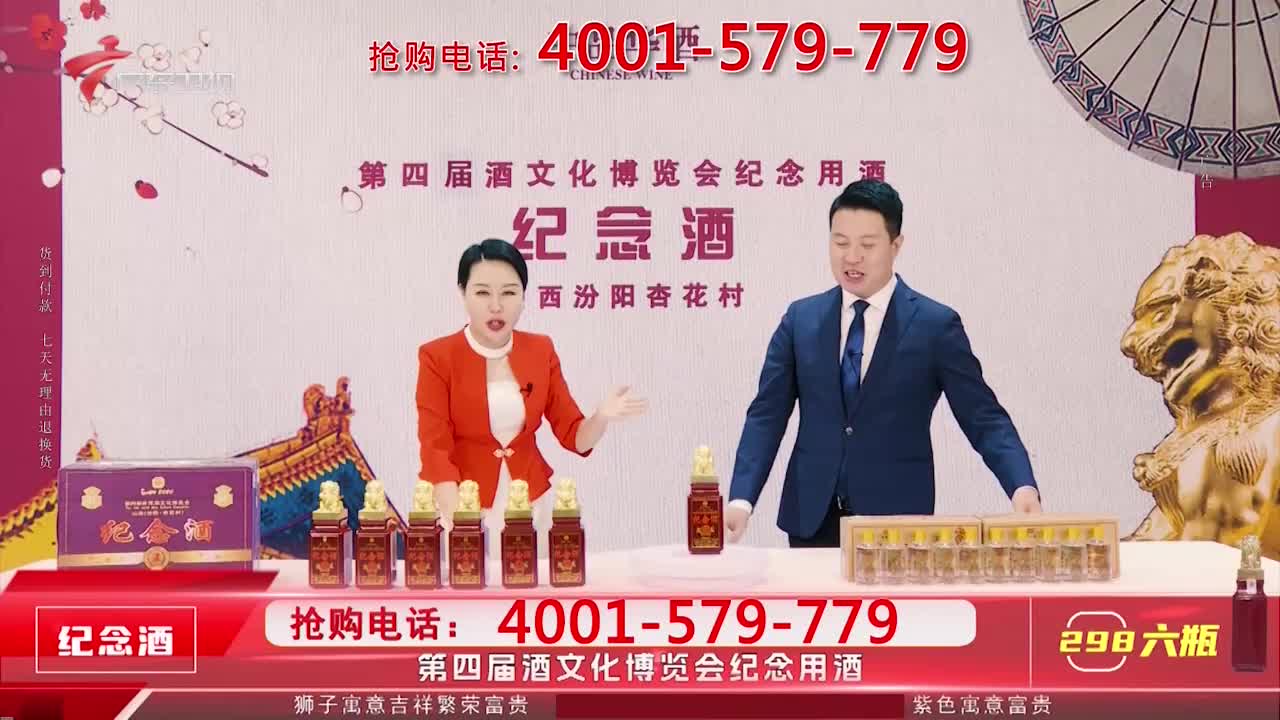 抢购电话: 4001-579-779
CHINESE WINE
第四届酒文化博览会纪念用酒
纪念酒
西汾阳杏花村
告
货到付款 七天无理由退换货
纪念酒
纪念酒
抢购电话: 4001-579-779
298六瓶
第四届酒文化博览会纪念用酒
狮子寓意吉祥繁荣富贵
紫色寓意富贵